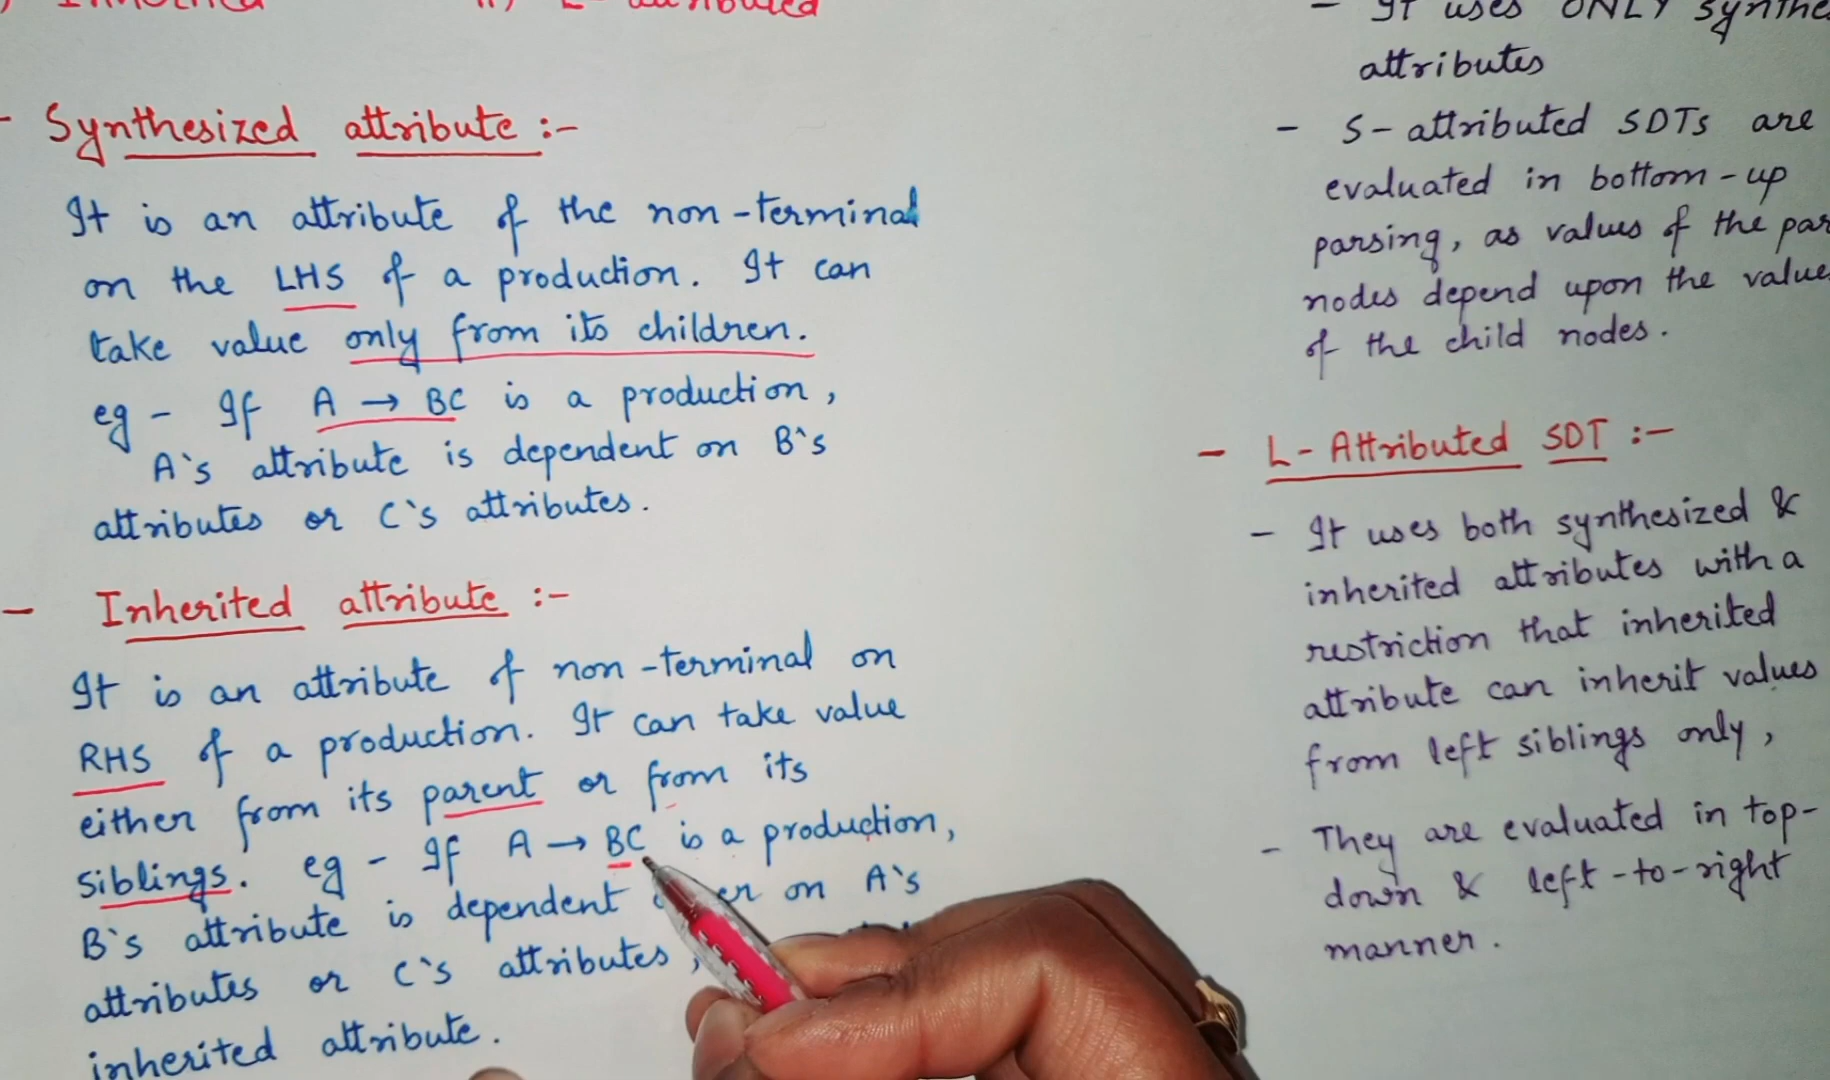 ii) L- attributed
- Synthesized attribute :-
It is an attribute of the non-terminal
on the LHS of a production. It can
take value only from its children.
eg - If A → BC is a production,
A's attribute is dependent on B's
attributes or C's attributes.
- Inherited attribute :-
It is an attribute of non-terminal on
RHS of a production. It can take value
either from its parent or from its
siblings. eg - If A → BC is a production,
B's attribute is dependent on A's
attributes or C's attributes,
inherited attribute.
- It uses ONLY
attributes
- S-attributed SDTs are
evaluated in bottom-up
parsing, as values of the
nodes depend upon the
of the child nodes.
- L-Attributed SDT :-
- It uses both synthesized &
inherited attributes with a
restriction that inherited
attribute can inherit values
from left siblings only,
- They are evaluated in top-
down & left-to-right
manner.